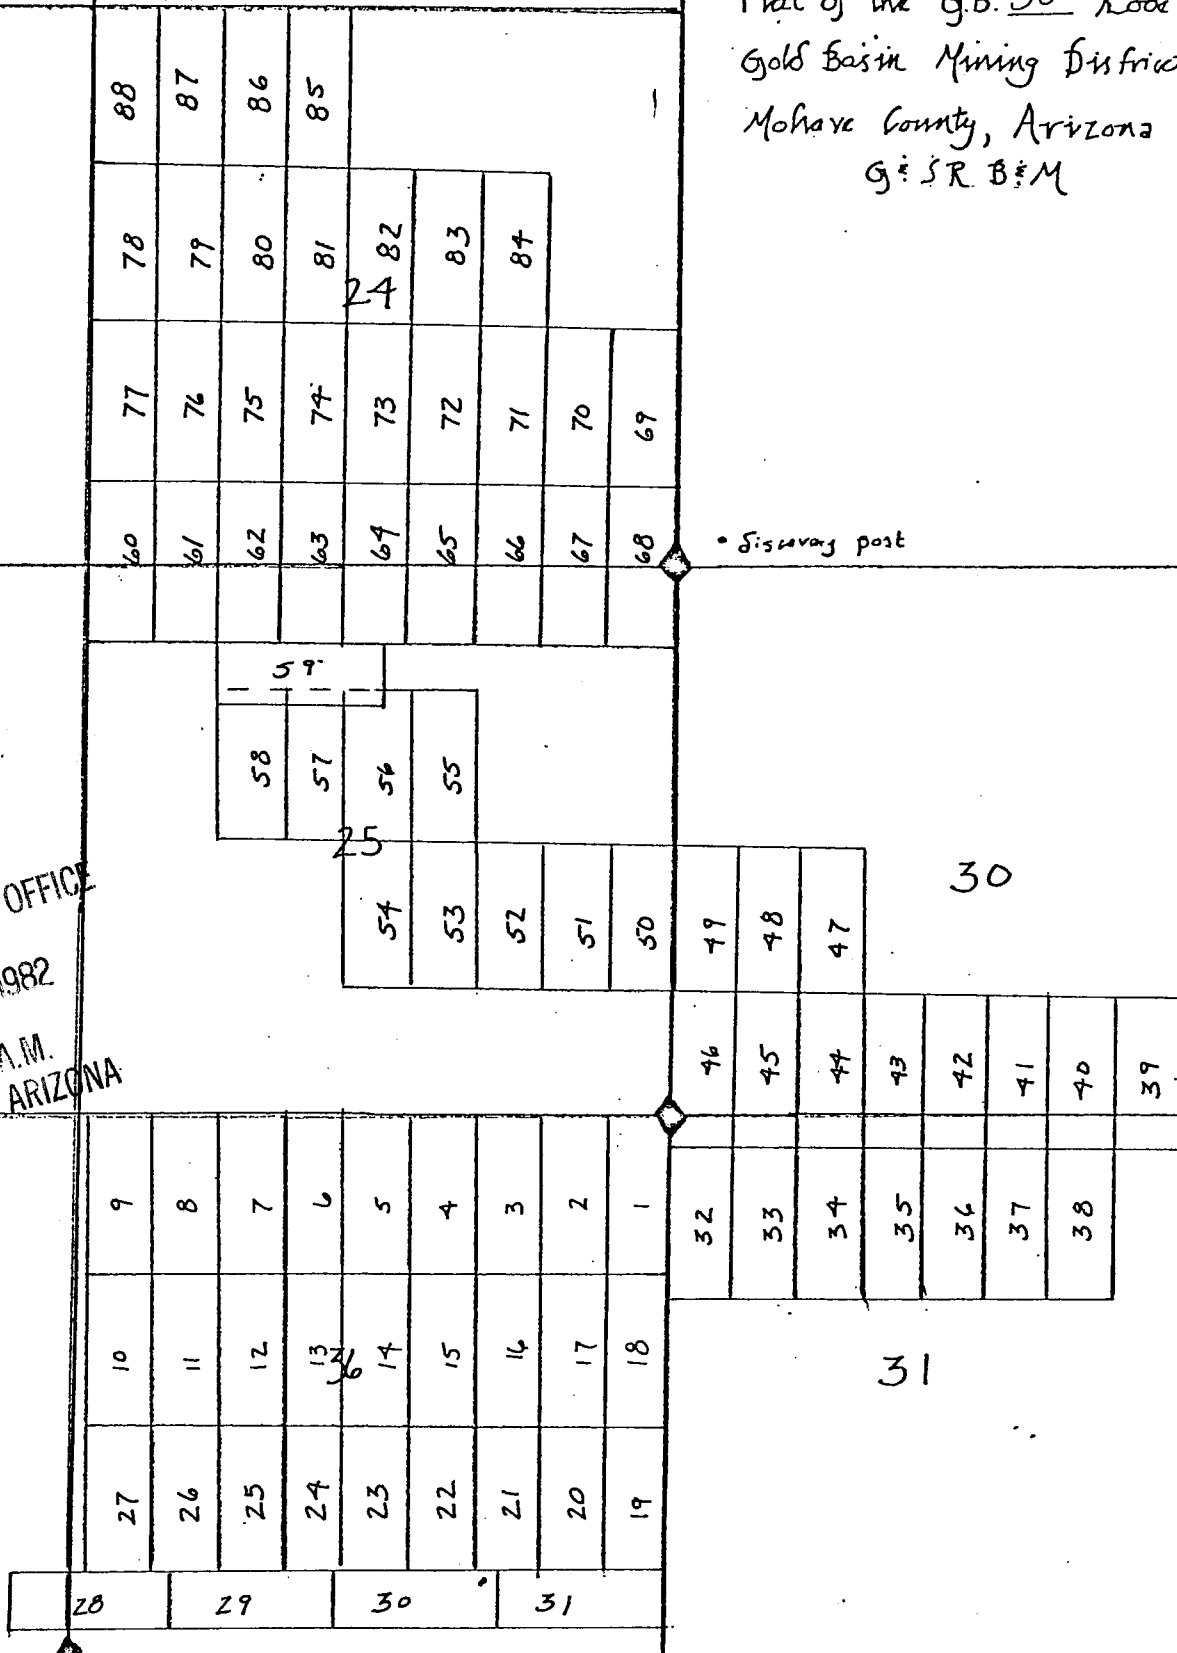 Plat of the G.B. 30 Lode
Gold Basin Mining District
Mohave County, Arizona
G & S R B & M
88 87 86 85
78 79 80 81 82 83 84
24
77 76 75 74 73 72 71 70 69
60 61 62 63 64 65 66 67 68
• discovery post
59
58 57 56 55
25
30
54 53 52 51 50 49 48 47
OFFICE
1982
A.M.
ARIZONA
46 45 44 43 42 41 40 39
9 8 7 6 5 4 3 2 1
32 33 34 35 36 37 38
10 11 12 13 14 15 16 17 18
36
31
27 26 25 24 23 22 21 20 19
28 29 30 31